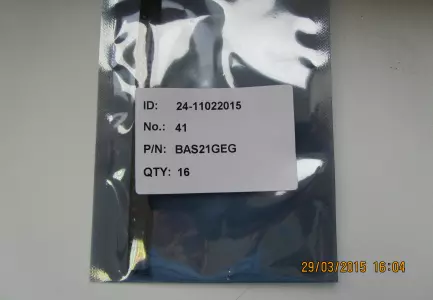 ID: 24-11022015
No.: 41
P/N: BAS21GEG
QTY: 16
29/03/2015 16:04